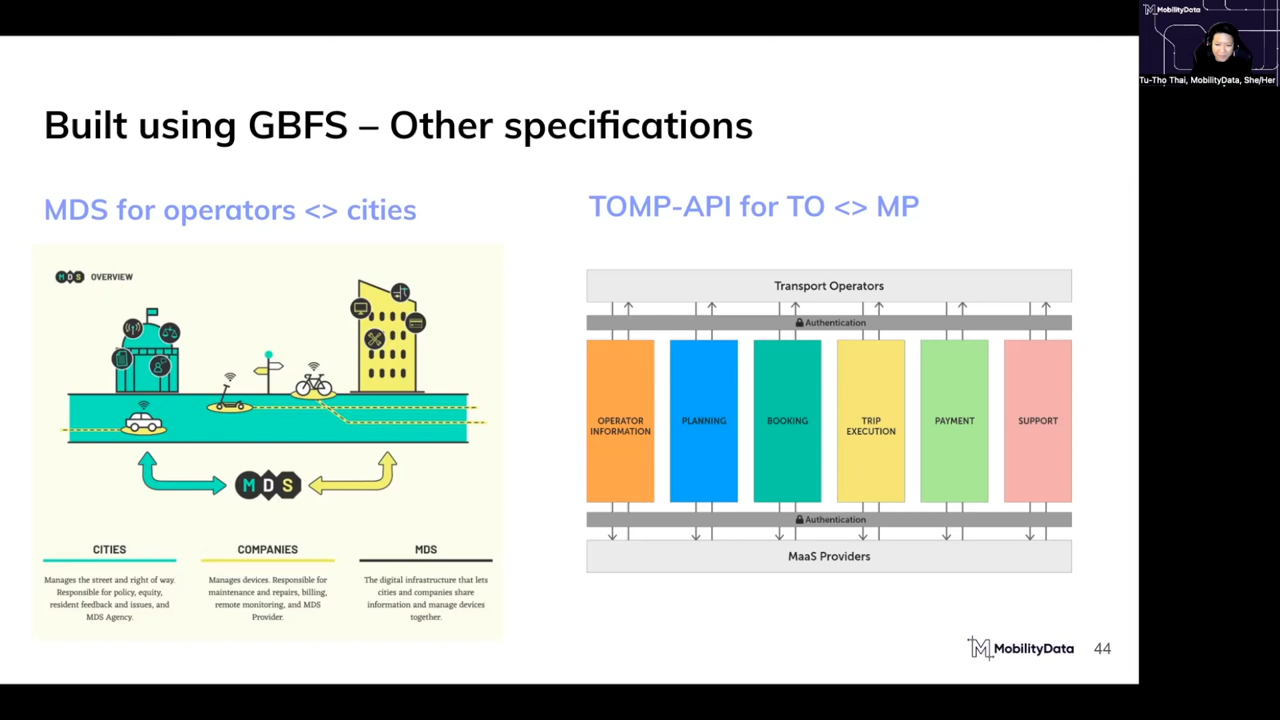 MobilityData
Tu-Tho Thai, MobilityData, She/Her
Built using GBFS – Other specifications
MDS for operators <> cities
MDS OVERVIEW
MDS
CITIES
Manages the street and right of way.
Responsible for policy, equity,
resident feedback and issues, and
MDS Agency.
COMPANIES
Manages devices. Responsible for
maintenance and repairs, billing,
remote monitoring, and MDS
Provider.
MDS
The digital infrastructure that lets
cities and companies share
information and manage devices
together.
TOMP-API for TO <> MP
Transport Operators
Authentication
OPERATOR
INFORMATION
PLANNING
BOOKING
TRIP
EXECUTION
PAYMENT
SUPPORT
Authentication
MaaS Providers
MobilityData
44